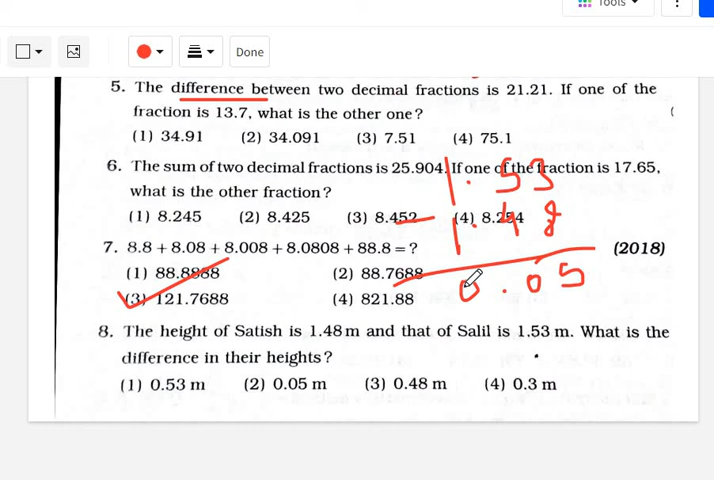 Tools
Done
5. The difference between two decimal fractions is 21.21. If one of the
fraction is 13.7, what is the other one?
(1) 34.91 (2) 34.091 (3) 7.51 (4) 75.1
6. The sum of two decimal fractions is 25.904. If one of the fraction is 17.65,
what is the other fraction?
(1) 8.245 (2) 8.425 (3) 8.452 (4) 8.254
1.53
1.48
0.05
7. 8.8 + 8.08 + 8.008 + 8.0808 + 88.8 = ? (2018)
(1) 88.8888 (2) 88.7688
(3) 121.7688 (4) 821.88
8. The height of Satish is 1.48 m and that of Salil is 1.53 m. What is the
difference in their heights?
(1) 0.53 m (2) 0.05 m (3) 0.48 m (4) 0.3 m